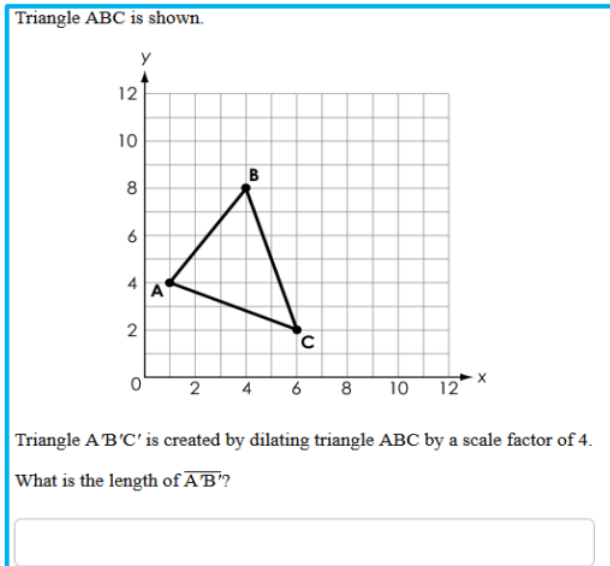 Triangle ABC is shown.
y
12
10
B
8
6
4
A
2
C
0
2 4 6 8 10 12
x
Triangle A'B'C' is created by dilating triangle ABC by a scale factor of 4.
What is the length of A'B'?